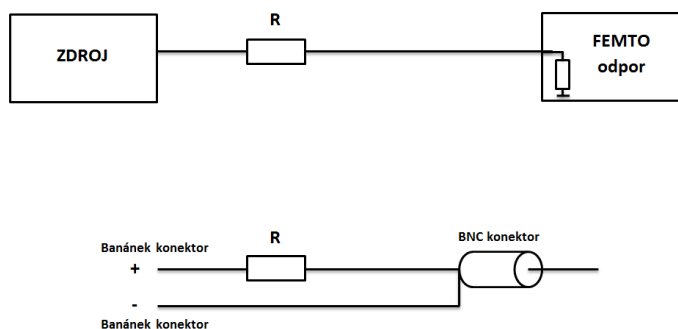 R
ZDROJ
FEMTO
odpor
R
BNC konektor
Banánek konektor
+
-
Banánek konektor